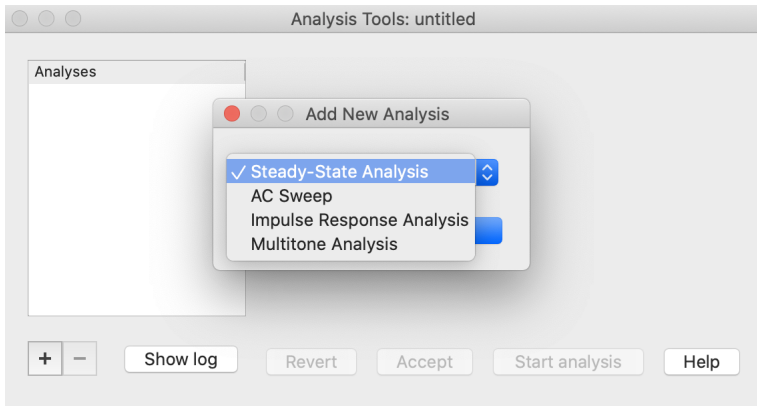 Analysis Tools: untitled
Analyses
Add New Analysis
✓ Steady-State Analysis
AC Sweep
Impulse Response Analysis
Multitone Analysis
+ − Show log Revert Accept Start analysis Help